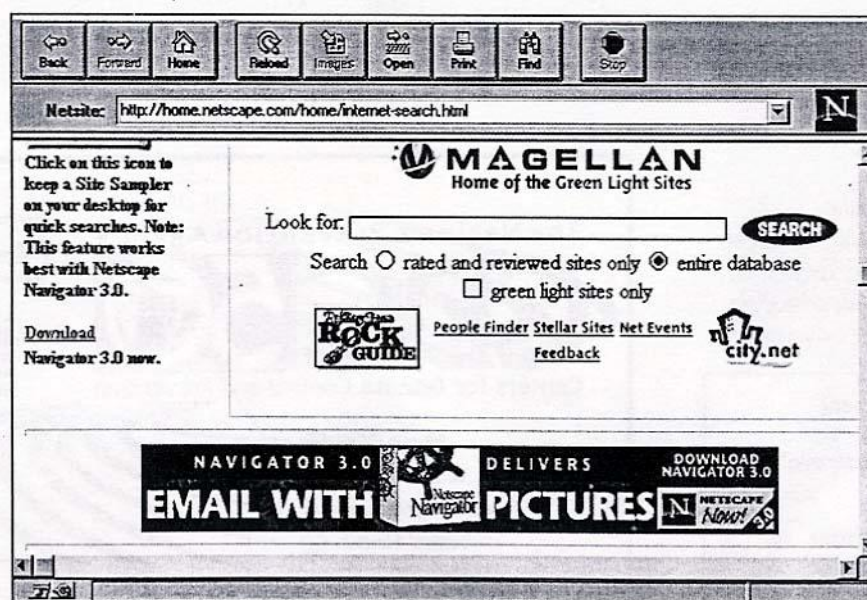 Back Forward Home Reload Images Open Print Find Stop
Netsite: http://home.netscape.com/home/internet-search.html
N
Click on this icon to
keep a Site Sampler
on your desktop for
quick searches. Note:
This feature works
best with Netscape
Navigator 3.0.
Download
Navigator 3.0 now.
MAGELLAN
Home of the Green Light Sites
Look for: SEARCH
Search rated and reviewed sites only entire database
green light sites only
ROCK
GUIDE
People Finder Stellar Sites Net Events
Feedback
city.net
NAVIGATOR 3.0 DELIVERS
EMAIL WITH PICTURES
Netscape
Navigator
DOWNLOAD
NAVIGATOR 3.0
N NETSCAPE
Now! 3.0